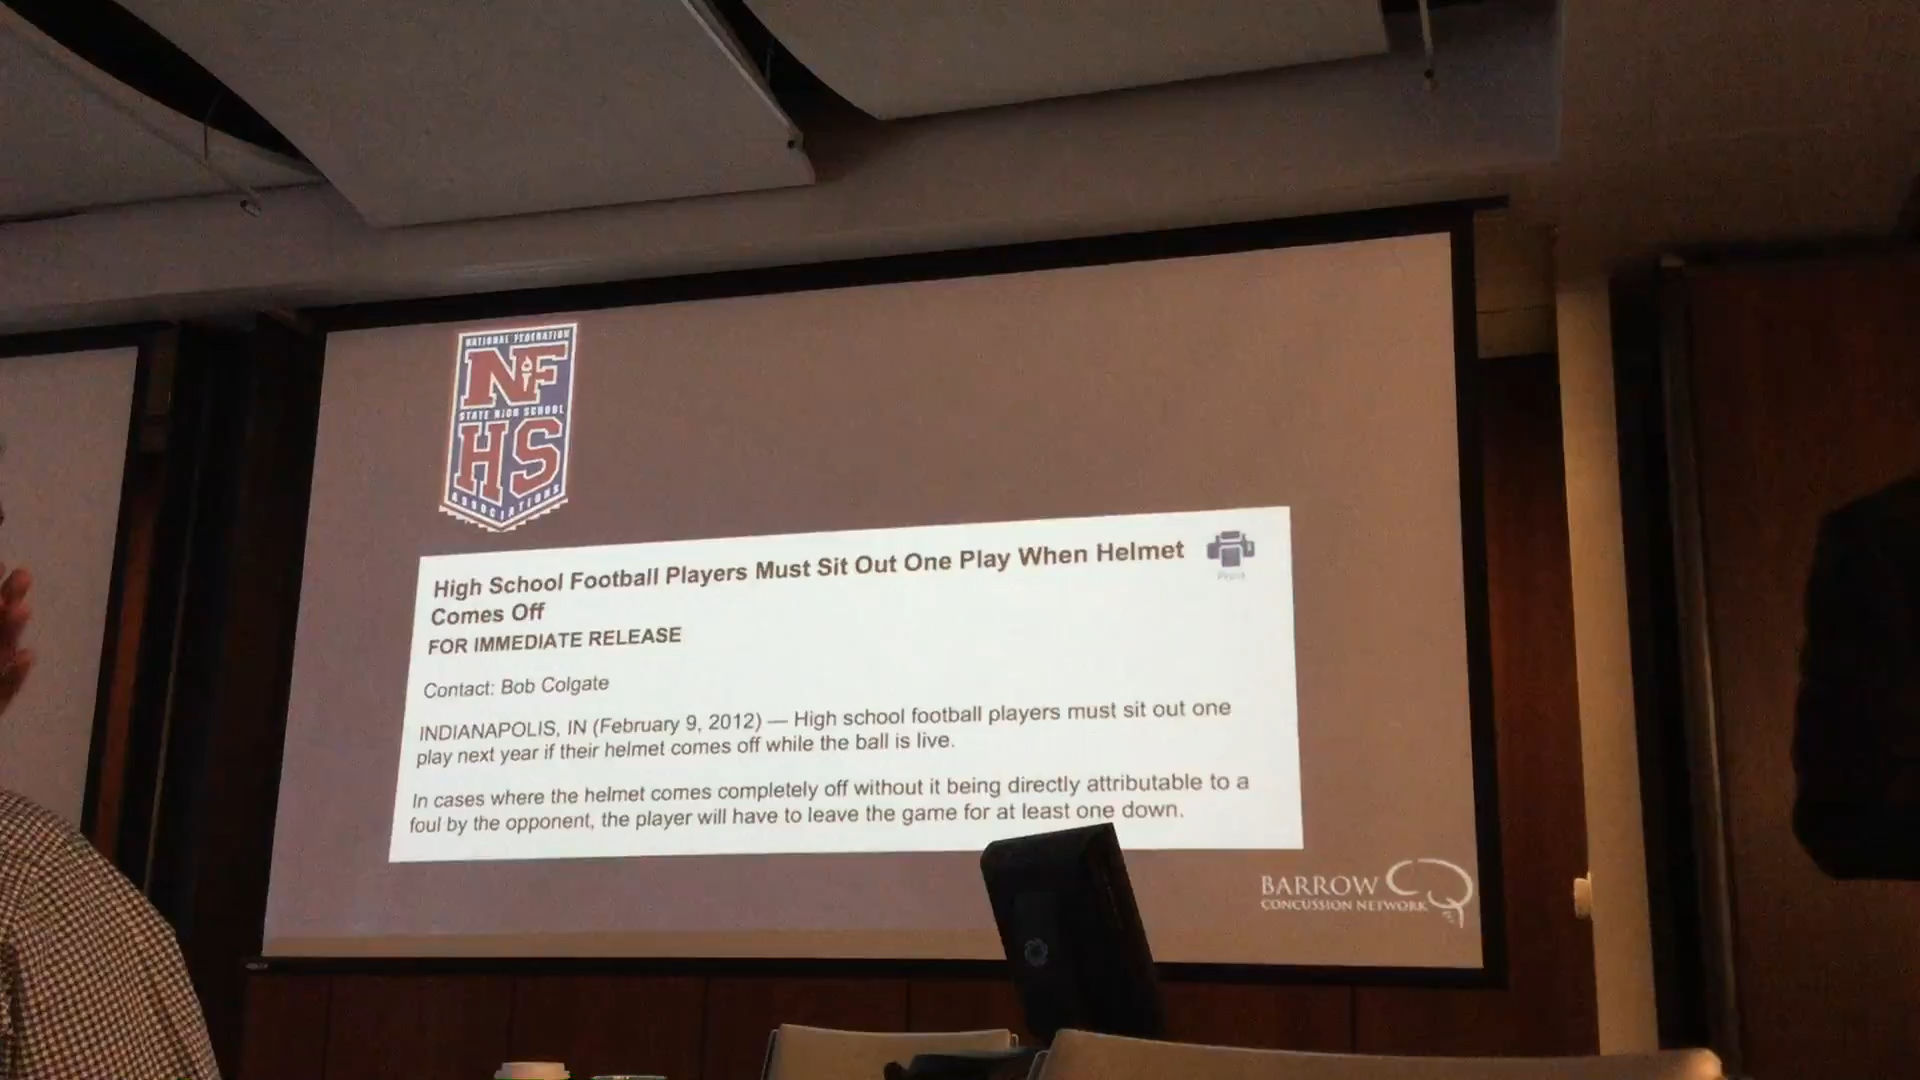 NATIONAL FEDERATION
NF
STATE HIGH SCHOOL
HS
ASSOCIATIONS
High School Football Players Must Sit Out One Play When Helmet
Comes Off
Print
FOR IMMEDIATE RELEASE
Contact: Bob Colgate
INDIANAPOLIS, IN (February 9, 2012) — High school football players must sit out one
play next year if their helmet comes off while the ball is live.
In cases where the helmet comes completely off without it being directly attributable to a
foul by the opponent, the player will have to leave the game for at least one down.
BARROW
CONCUSSION NETWORK